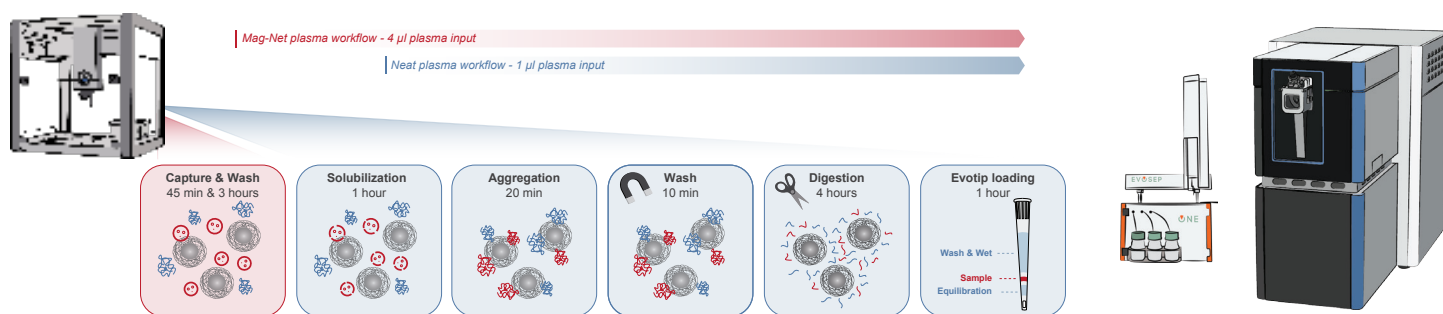 Mag-Net plasma workflow - 4 µl plasma input
Neat plasma workflow - 1 µl plasma input
Capture & Wash
45 min & 3 hours
Solubilization
1 hour
Aggregation
20 min
Wash
10 min
Digestion
4 hours
Evotip loading
1 hour
Wash & Wet
Sample
Equilibration
EVOSEP
ONE